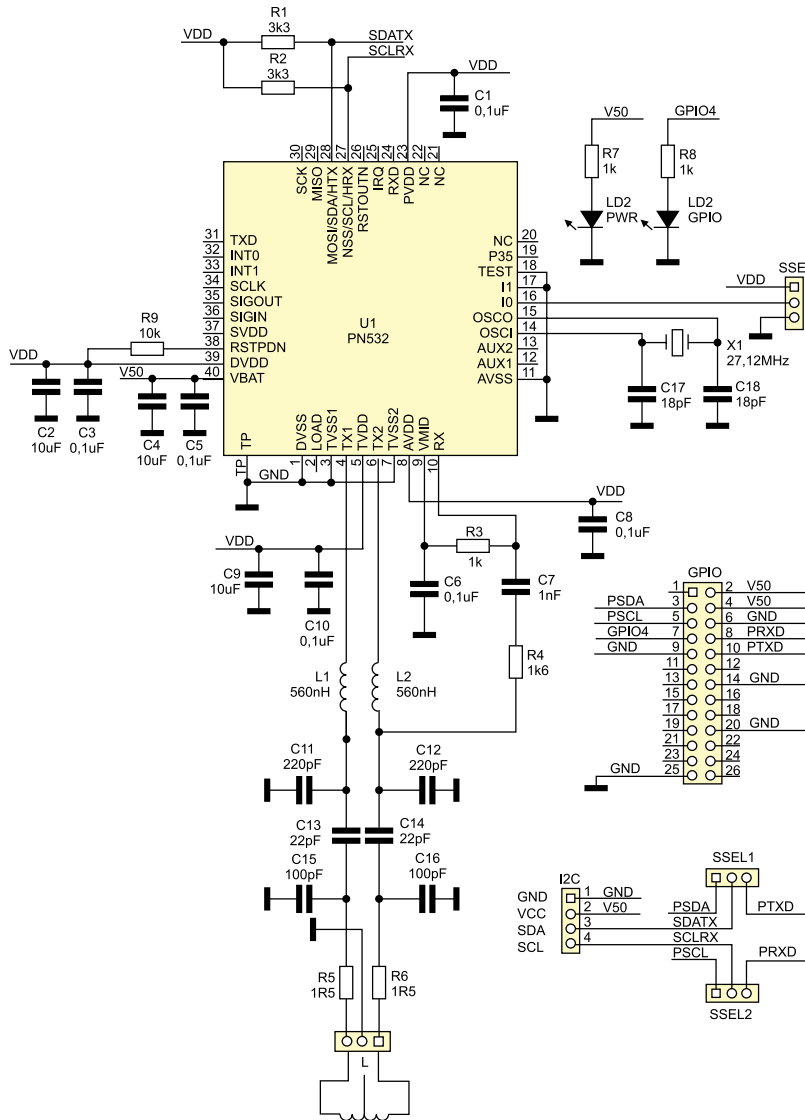 R1
3k3
VDD
SDATX
SCLRX
R2
3k3
VDD
C1
0,1uF
V50
GPIO4
R7
1k
R8
1k
LD2
PWR
LD2
GPIO
30 29 28 27 26 25 24 23 22 21
SCK
MISO
MOSI/SDA/HTX
NSS/SCL/HRX
RSTOUTN
IRQ
RXD
PVDD
NC
NC
31 TXD
32 INT0
33 INT1
34 SCLK
35 SIGOUT
36 SIGIN
37 SVDD
38 RSTPDN
39 DVDD
40 VBAT
U1
PN532
NC 20
P35 19
TEST 18
I1 17
I0 16
OSCO 15
OSCI 14
AUX2 13
AUX1 12
AVSS 11
SSE
VDD
X1
27,12MHz
C17
18pF
C18
18pF
R9
10k
VDD
V50
C2
10uF
C3
0,1uF
C4
10uF
C5
0,1uF
TP
DVSS
LOAD
TVSS1
TX1
TVDD
TX2
TVSS2
AVDD
VMID
RX
TP 1 2 3 4 5 6 7 8 9 10
GND
VDD
C8
0,1uF
VDD
C9
10uF
C10
0,1uF
R3
1k
C6
0,1uF
C7
1nF
R4
1k6
L1
560nH
L2
560nH
C11
220pF
C12
220pF
C13
22pF
C14
22pF
C15
100pF
C16
100pF
R5
1R5
R6
1R5
L
GPIO
1 2 V50
PSDA 3 4 V50
PSCL 5 6 GND
GPIO4 7 8 PRXD
GND 9 10 PTXD
11 12
13 14 GND
15 16
17 18
19 20 GND
21 22
23 24
GND 25 26
I2C
GND 1 GND
VCC 2 V50
SDA 3
SCL 4
SSEL1
PSDA
PTXD
SDATX
SCLRX
PSCL
PRXD
SSEL2